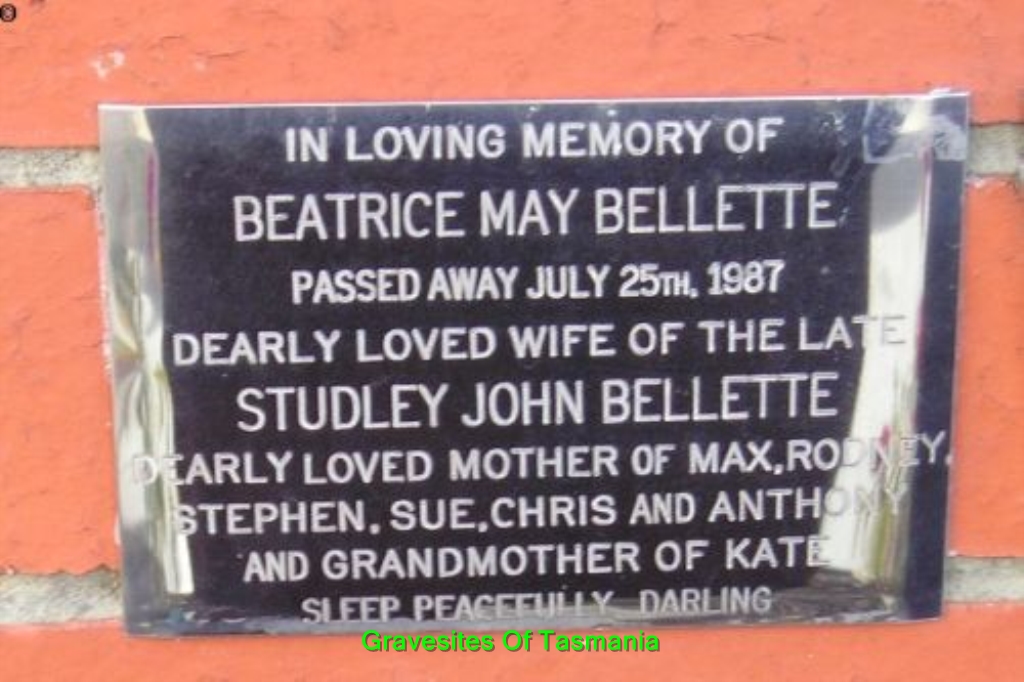 IN LOVING MEMORY OF
BEATRICE MAY BELLETTE
PASSED AWAY JULY 25TH, 1987
DEARLY LOVED WIFE OF THE LATE
STUDLEY JOHN BELLETTE
DEARLY LOVED MOTHER OF MAX, RODNEY,
STEPHEN, SUE, CHRIS AND ANTHONY
AND GRANDMOTHER OF KATE
SLEEP PEACEFULLY DARLING
Gravesites Of Tasmania